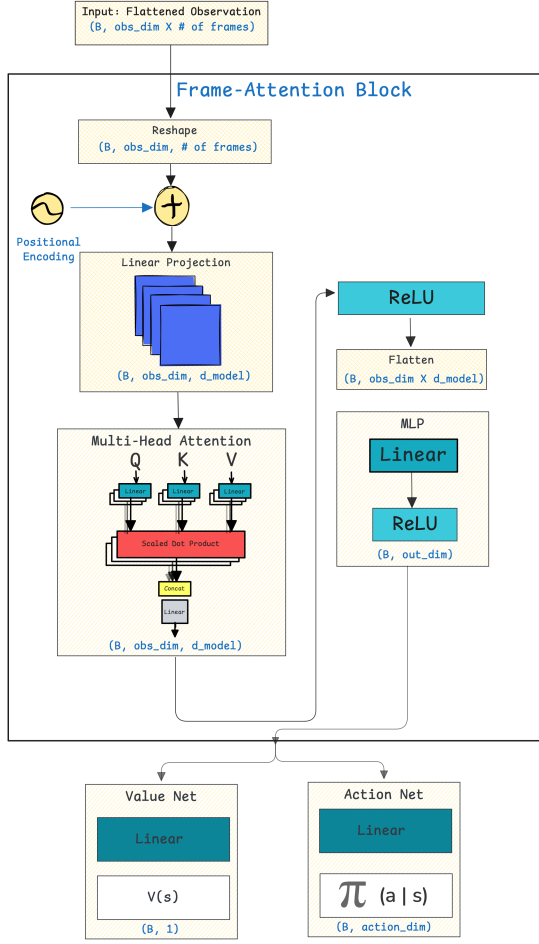 Input: Flattened Observation
(B, obs_dim X # of frames)
Frame-Attention Block
Reshape
(B, obs_dim, # of frames)
Positional
Encoding
Linear Projection
(B, obs_dim, d_model)
Multi-Head Attention
Q K V
Linear Linear Linear
Scaled Dot Product
Concat
Linear
(B, obs_dim, d_model)
ReLU
Flatten
(B, obs_dim X d_model)
MLP
Linear
ReLU
(B, out_dim)
Value Net
Linear
V(s)
(B, 1)
Action Net
Linear
π (a | s)
(B, action_dim)